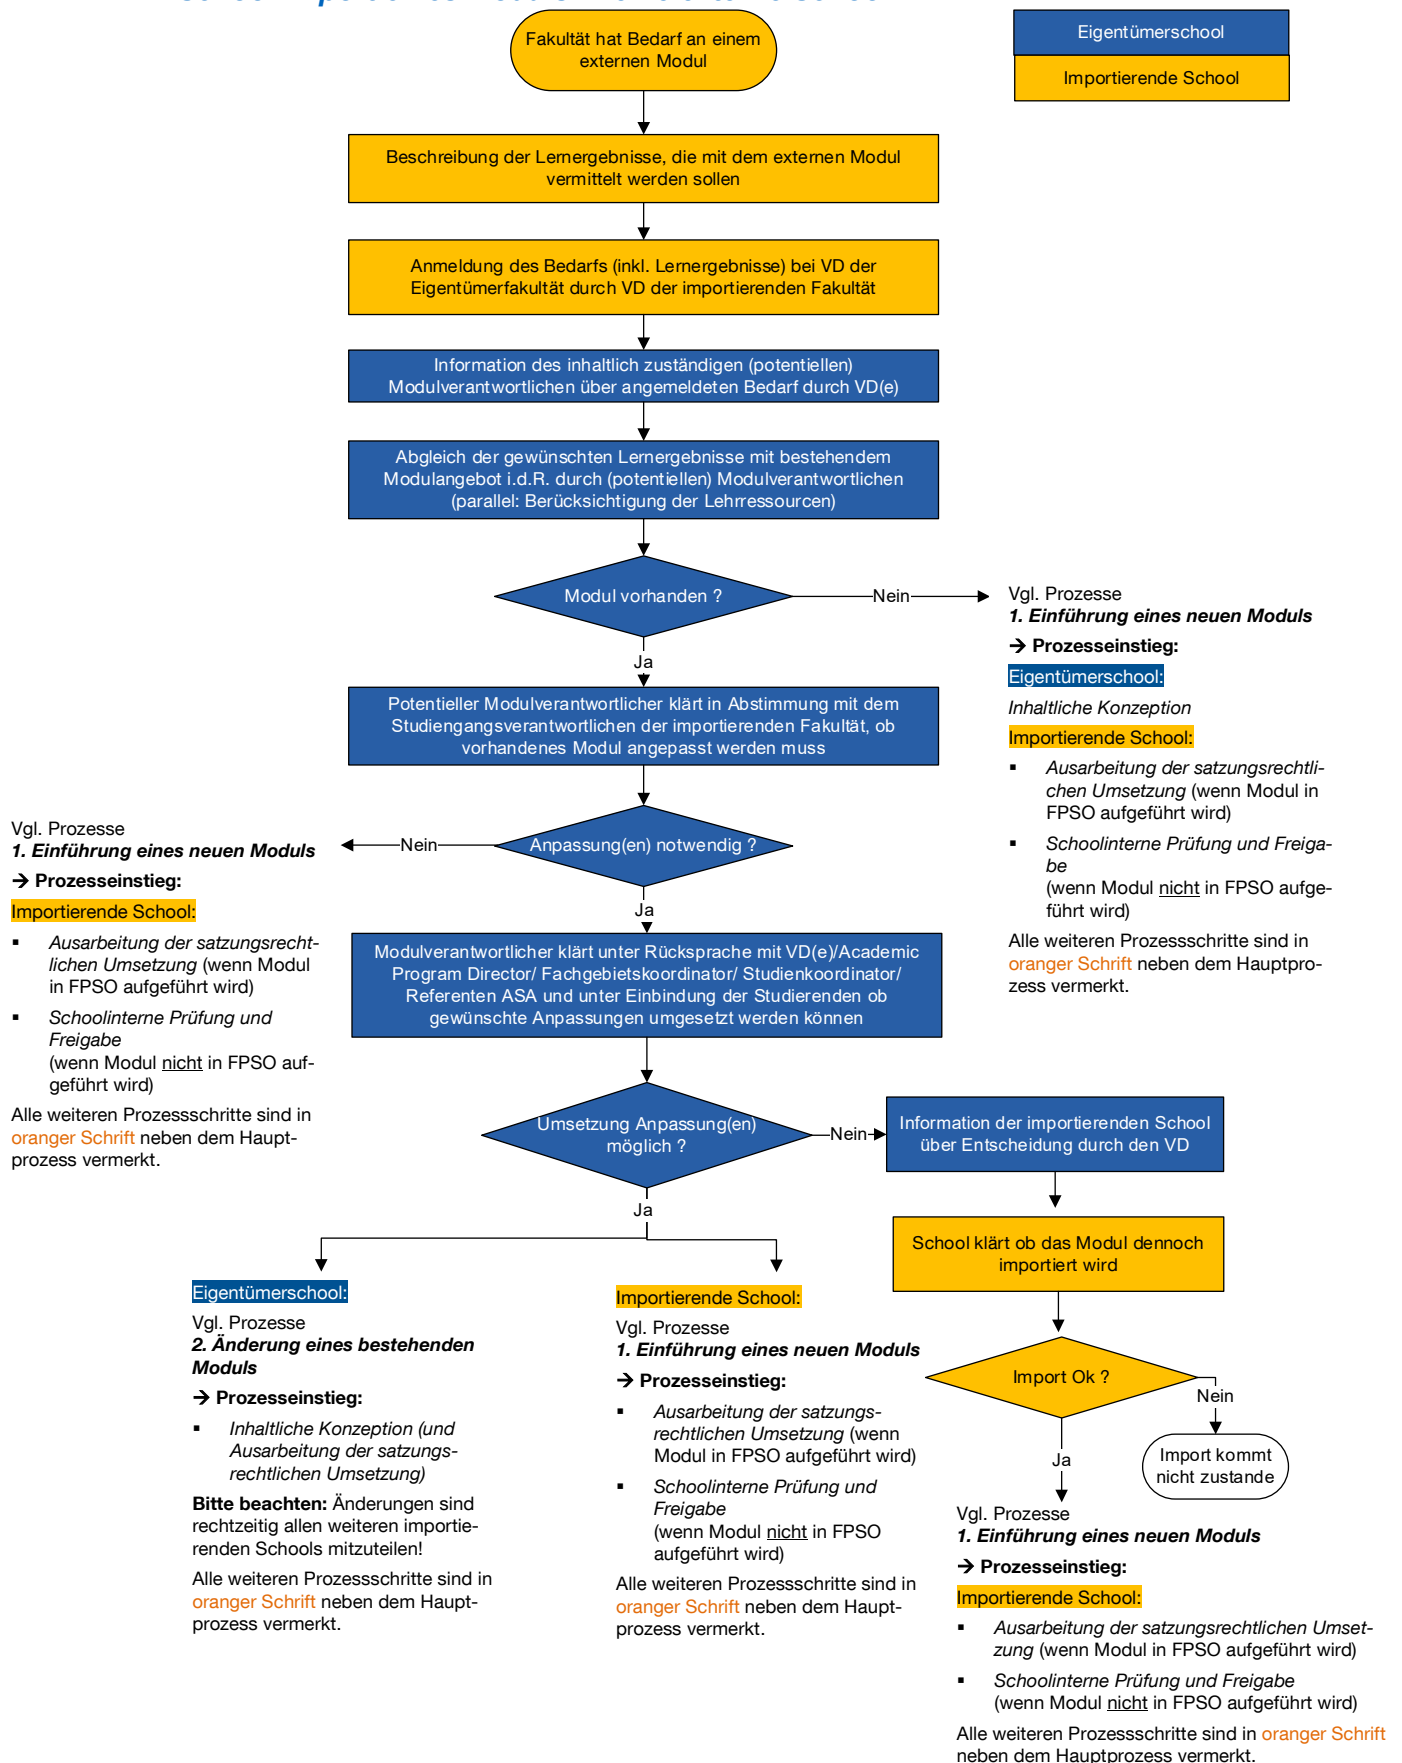 Fakultät hat Bedarf an einem
externen Modul
Eigentümerschool
Importierende School
Beschreibung der Lernergebnisse, die mit dem externen Modul
vermittelt werden sollen
Anmeldung des Bedarfs (inkl. Lernergebnisse) bei VD der
Eigentümerfakultät durch VD der importierenden Fakultät
Information des inhaltlich zuständigen (potentiellen)
Modulverantwortlichen über angemeldeten Bedarf durch VD(e)
Abgleich der gewünschten Lernergebnisse mit bestehendem
Modulangebot i.d.R. durch (potentiellen) Modulverantwortlichen
(parallel: Berücksichtigung der Lehrressourcen)
Modul vorhanden ?
Nein
Ja
Vgl. Prozesse
1. Einführung eines neuen Moduls
→ Prozesseinstieg:
Eigentümerschool:
Inhaltliche Konzeption
Importierende School:
▪ Ausarbeitung der satzungsrechtli-
chen Umsetzung (wenn Modul in
FPSO aufgeführt wird)
▪ Schoolinterne Prüfung und Freiga-
be
(wenn Modul nicht in FPSO aufge-
führt wird)
Alle weiteren Prozessschritte sind in
oranger Schrift neben dem Hauptpro-
zess vermerkt.
Potentieller Modulverantwortlicher klärt in Abstimmung mit dem
Studiengangsverantwortlichen der importierenden Fakultät, ob
vorhandenes Modul angepasst werden muss
Anpassung(en) notwendig ?
Nein
Ja
Vgl. Prozesse
1. Einführung eines neuen Moduls
→ Prozesseinstieg:
Importierende School:
▪ Ausarbeitung der satzungsrecht-
lichen Umsetzung (wenn Modul
in FPSO aufgeführt wird)
▪ Schoolinterne Prüfung und
Freigabe
(wenn Modul nicht in FPSO auf-
geführt wird)
Alle weiteren Prozessschritte sind in
oranger Schrift neben dem Haupt-
prozess vermerkt.
Modulverantwortlicher klärt unter Rücksprache mit VD(e)/Academic
Program Director/ Fachgebietskoordinator/ Studienkoordinator/
Referenten ASA und unter Einbindung der Studierenden ob
gewünschte Anpassungen umgesetzt werden können
Umsetzung Anpassung(en)
möglich ?
Nein
Ja
Information der importierenden School
über Entscheidung durch den VD
School klärt ob das Modul dennoch
importiert wird
Import Ok ?
Nein
Ja
Import kommt
nicht zustande
Eigentümerschool:
Vgl. Prozesse
2. Änderung eines bestehenden
Moduls
→ Prozesseinstieg:
▪ Inhaltliche Konzeption (und
Ausarbeitung der satzungs-
rechtlichen Umsetzung)
Bitte beachten: Änderungen sind
rechtzeitig allen weiteren importie-
renden Schools mitzuteilen!
Alle weiteren Prozessschritte sind in
oranger Schrift neben dem Haupt-
prozess vermerkt.
Importierende School:
Vgl. Prozesse
1. Einführung eines neuen Moduls
→ Prozesseinstieg:
▪ Ausarbeitung der satzungs-
rechtlichen Umsetzung (wenn
Modul in FPSO aufgeführt wird)
▪ Schoolinterne Prüfung und
Freigabe
(wenn Modul nicht in FPSO
aufgeführt wird)
Alle weiteren Prozessschritte sind in
oranger Schrift neben dem Haupt-
prozess vermerkt.
Vgl. Prozesse
1. Einführung eines neuen Moduls
→ Prozesseinstieg:
Importierende School:
▪ Ausarbeitung der satzungsrechtlichen Umset-
zung (wenn Modul in FPSO aufgeführt wird)
▪ Schoolinterne Prüfung und Freigabe
(wenn Modul nicht in FPSO aufgeführt wird)
Alle weiteren Prozessschritte sind in oranger Schrift
neben dem Hauptprozess vermerkt.